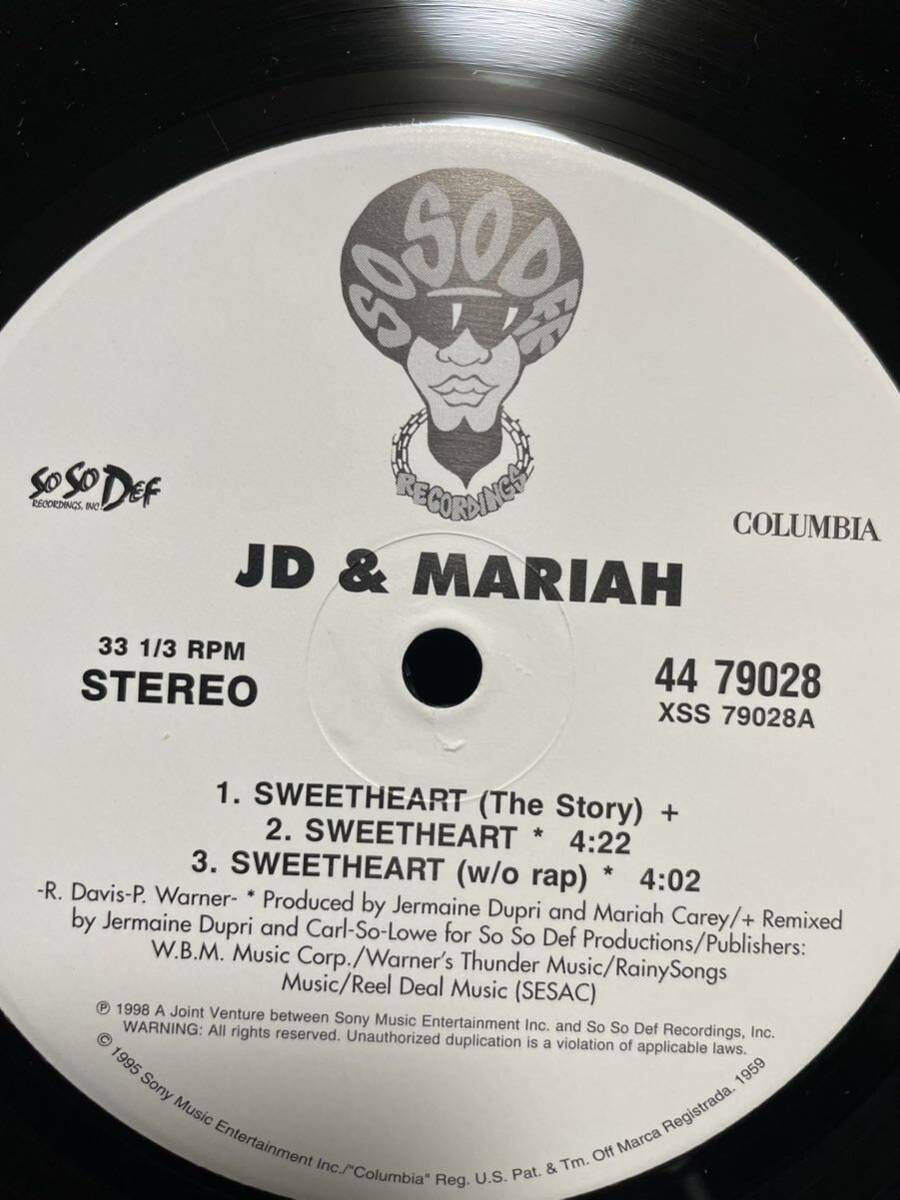 SO SO DEF
RECORDINGS
SO SO DEF
RECORDINGS, INC.
COLUMBIA
JD & MARIAH
33 1/3 RPM
STEREO
44 79028
XSS 79028A
1. SWEETHEART (The Story) +
2. SWEETHEART * 4:22
3. SWEETHEART (w/o rap) * 4:02
-R. Davis-P. Warner- * Produced by Jermaine Dupri and Mariah Carey/+ Remixed
by Jermaine Dupri and Carl-So-Lowe for So So Def Productions/Publishers:
W.B.M. Music Corp./Warner's Thunder Music/RainySongs
Music/Reel Deal Music (SESAC)
℗ 1998 A Joint Venture between Sony Music Entertainment Inc. and So So Def Recordings, Inc.
WARNING: All rights reserved. Unauthorized duplication is a violation of applicable laws.
© 1995 Sony Music Entertainment Inc./"Columbia" Reg. U.S. Pat. & Tm. Off Marca Registrada. 1959